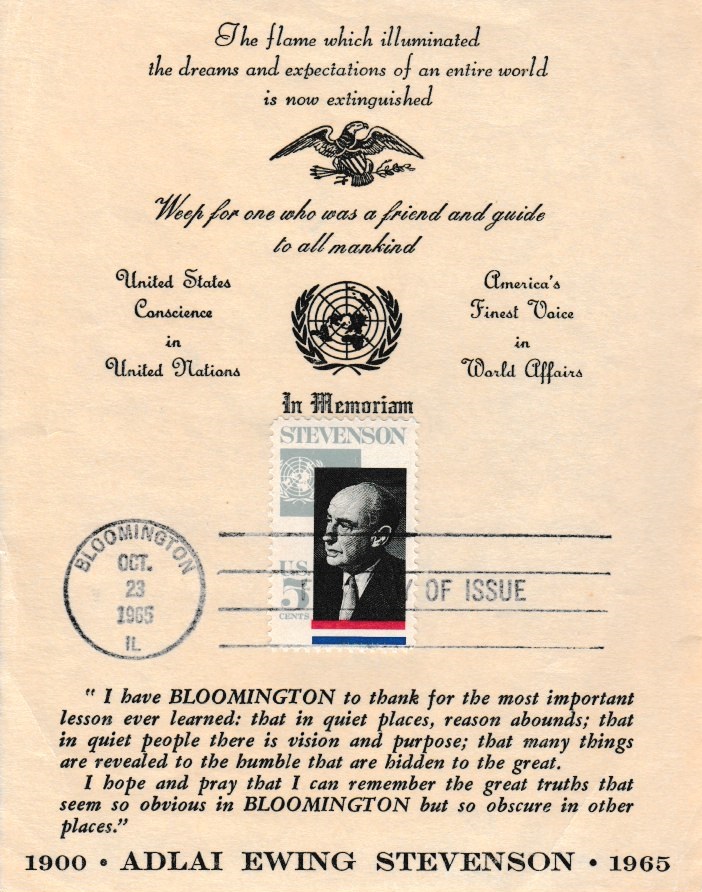 The flame which illuminated
the dreams and expectations of an entire world
is now extinguished
Weep for one who was a friend and guide
to all mankind
United States
Conscience
in
United Nations
America's
Finest Voice
in
World Affairs
In Memoriam
STEVENSON
U.S.
5
CENTS
BLOOMINGTON
OCT.
23
1965
IL
Y OF ISSUE
" I have BLOOMINGTON to thank for the most important
lesson ever learned: that in quiet places, reason abounds; that
in quiet people there is vision and purpose; that many things
are revealed to the humble that are hidden to the great.
I hope and pray that I can remember the great truths that
seem so obvious in BLOOMINGTON but so obscure in other
places."
1900 • ADLAI EWING STEVENSON • 1965